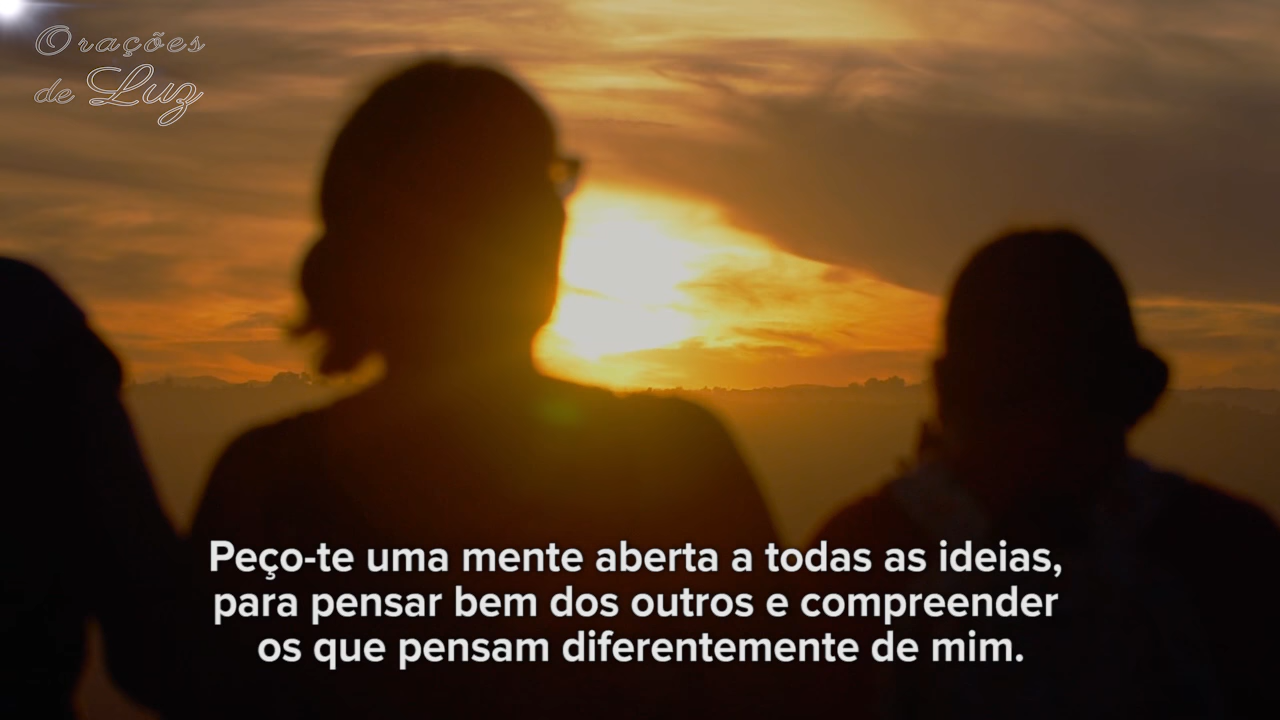 Orações
de Luz
Peço-te uma mente aberta a todas as ideias,
para pensar bem dos outros e compreender
os que pensam diferentemente de mim.